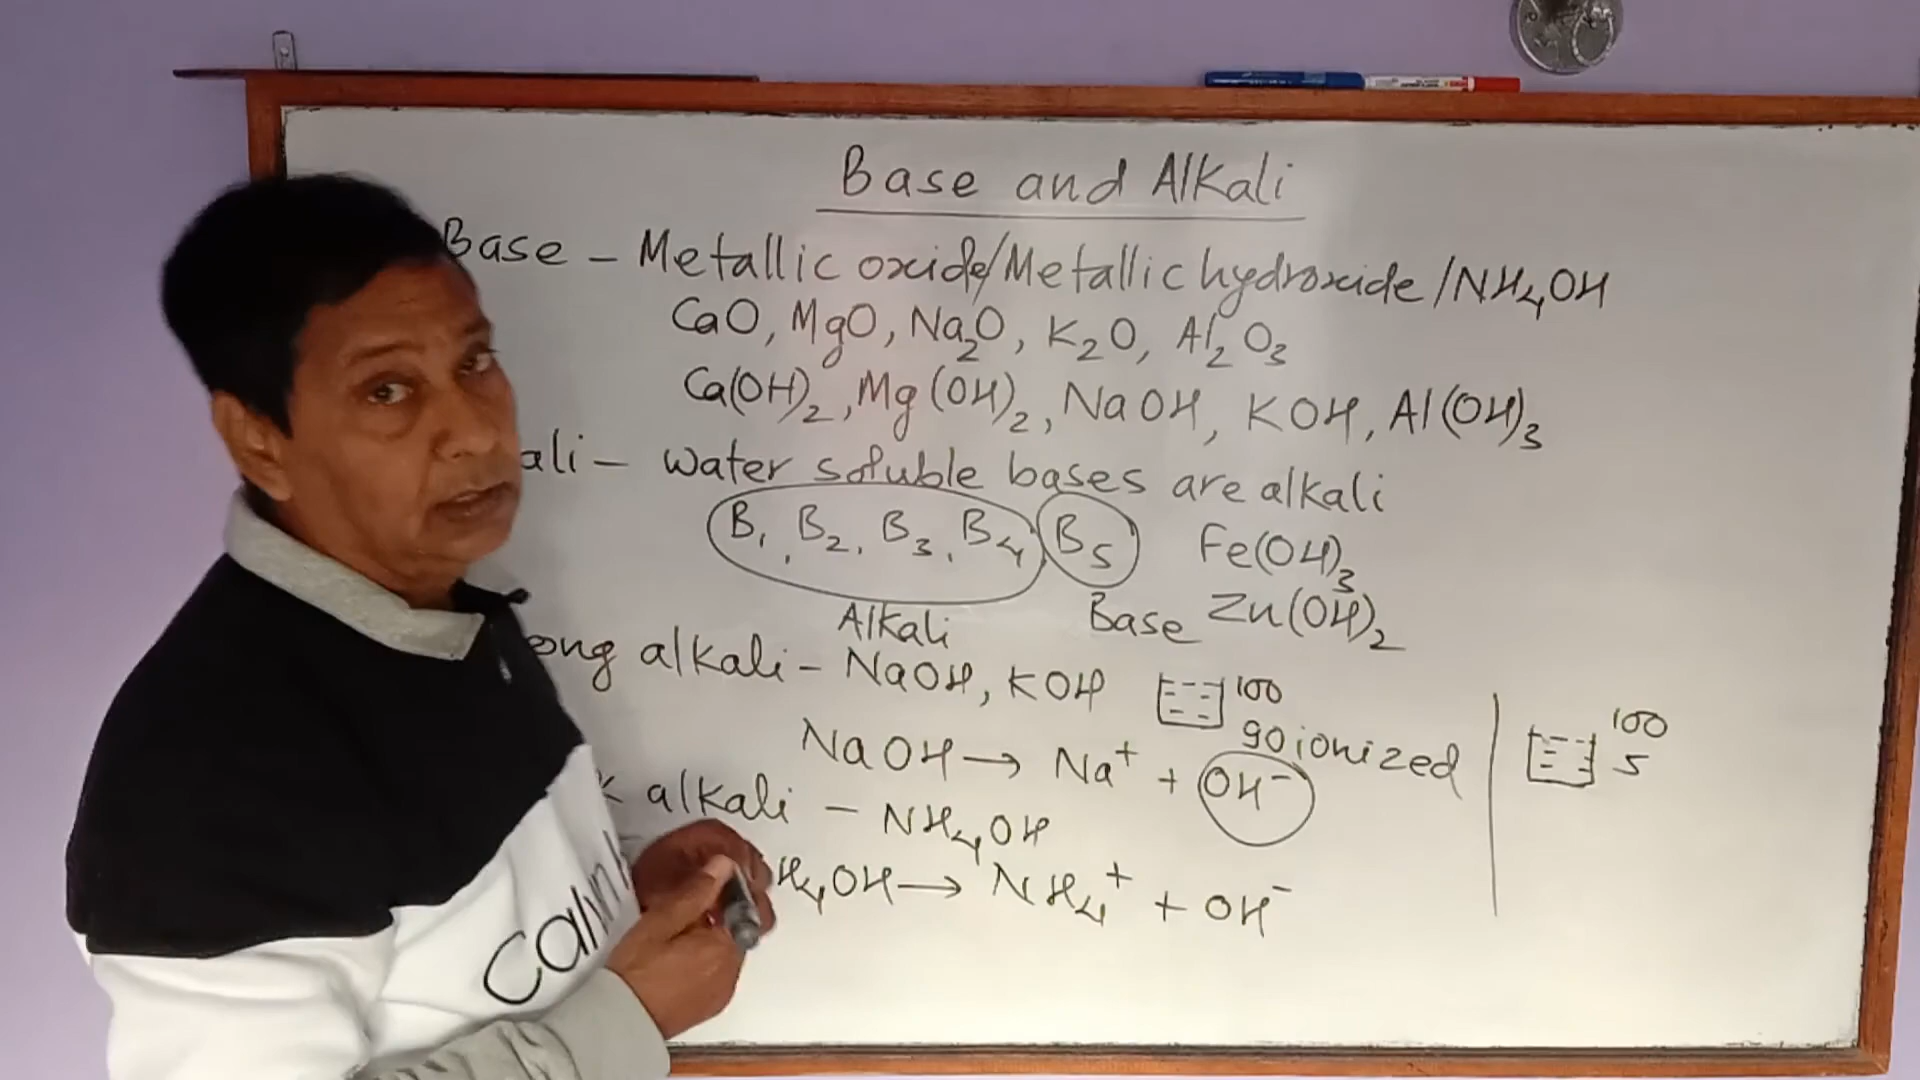 Base and Alkali
Base – Metallic oxide/Metallic hydroxide/NH₄OH
CaO, MgO, Na₂O, K₂O, Al₂O₃
Ca(OH)₂, Mg(OH)₂, NaOH, KOH, Al(OH)₃
ali – water soluble bases are alkali
B₁, B₂, B₃, B₄, B₅ Fe(OH)₃
Alkali Base Zn(OH)₂
ong alkali – NaOH, KOH 100
90 ionized
100
5
NaOH → Na⁺ + OH⁻
k alkali – NH₄OH
H₄OH → NH₄⁺ + OH⁻